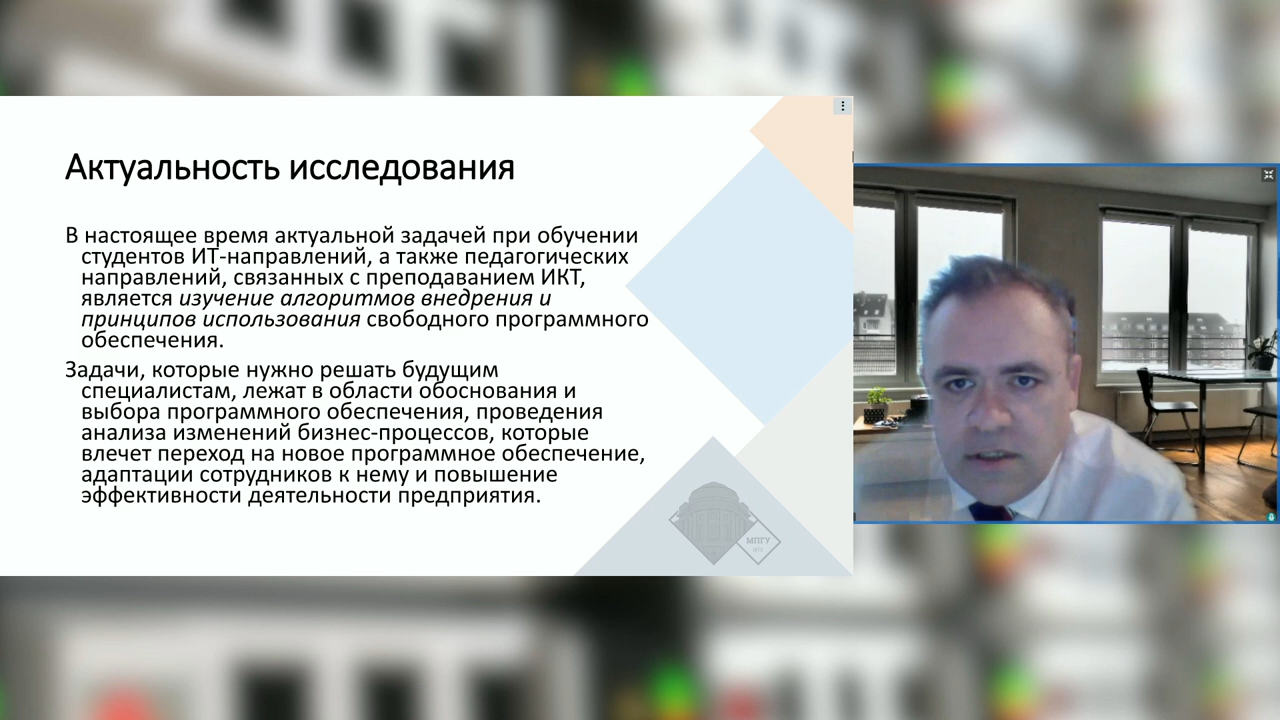 Актуальность исследования
В настоящее время актуальной задачей при обучении
студентов ИТ-направлений, а также педагогических
направлений, связанных с преподаванием ИКТ,
является изучение алгоритмов внедрения и
принципов использования свободного программного
обеспечения.
Задачи, которые нужно решать будущим
специалистам, лежат в области обоснования и
выбора программного обеспечения, проведения
анализа изменений бизнес-процессов, которые
влечет переход на новое программное обеспечение,
адаптации сотрудников к нему и повышение
эффективности деятельности предприятия.
МПГУ